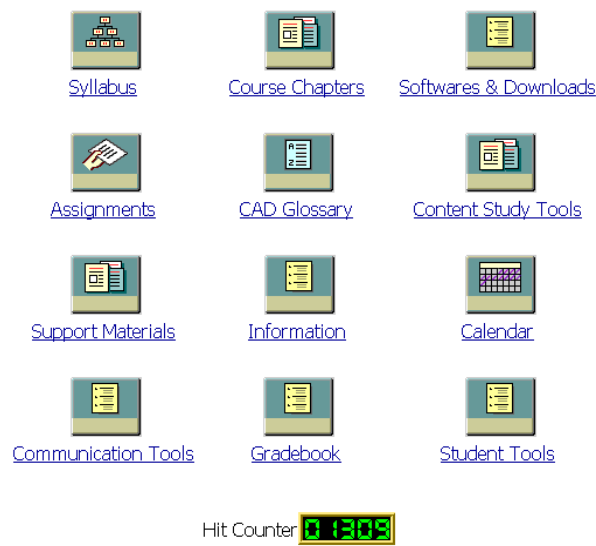 Syllabus Course Chapters Softwares & Downloads
Assignments CAD Glossary Content Study Tools
Support Materials Information Calendar
Communication Tools Gradebook Student Tools
Hit Counter 01309